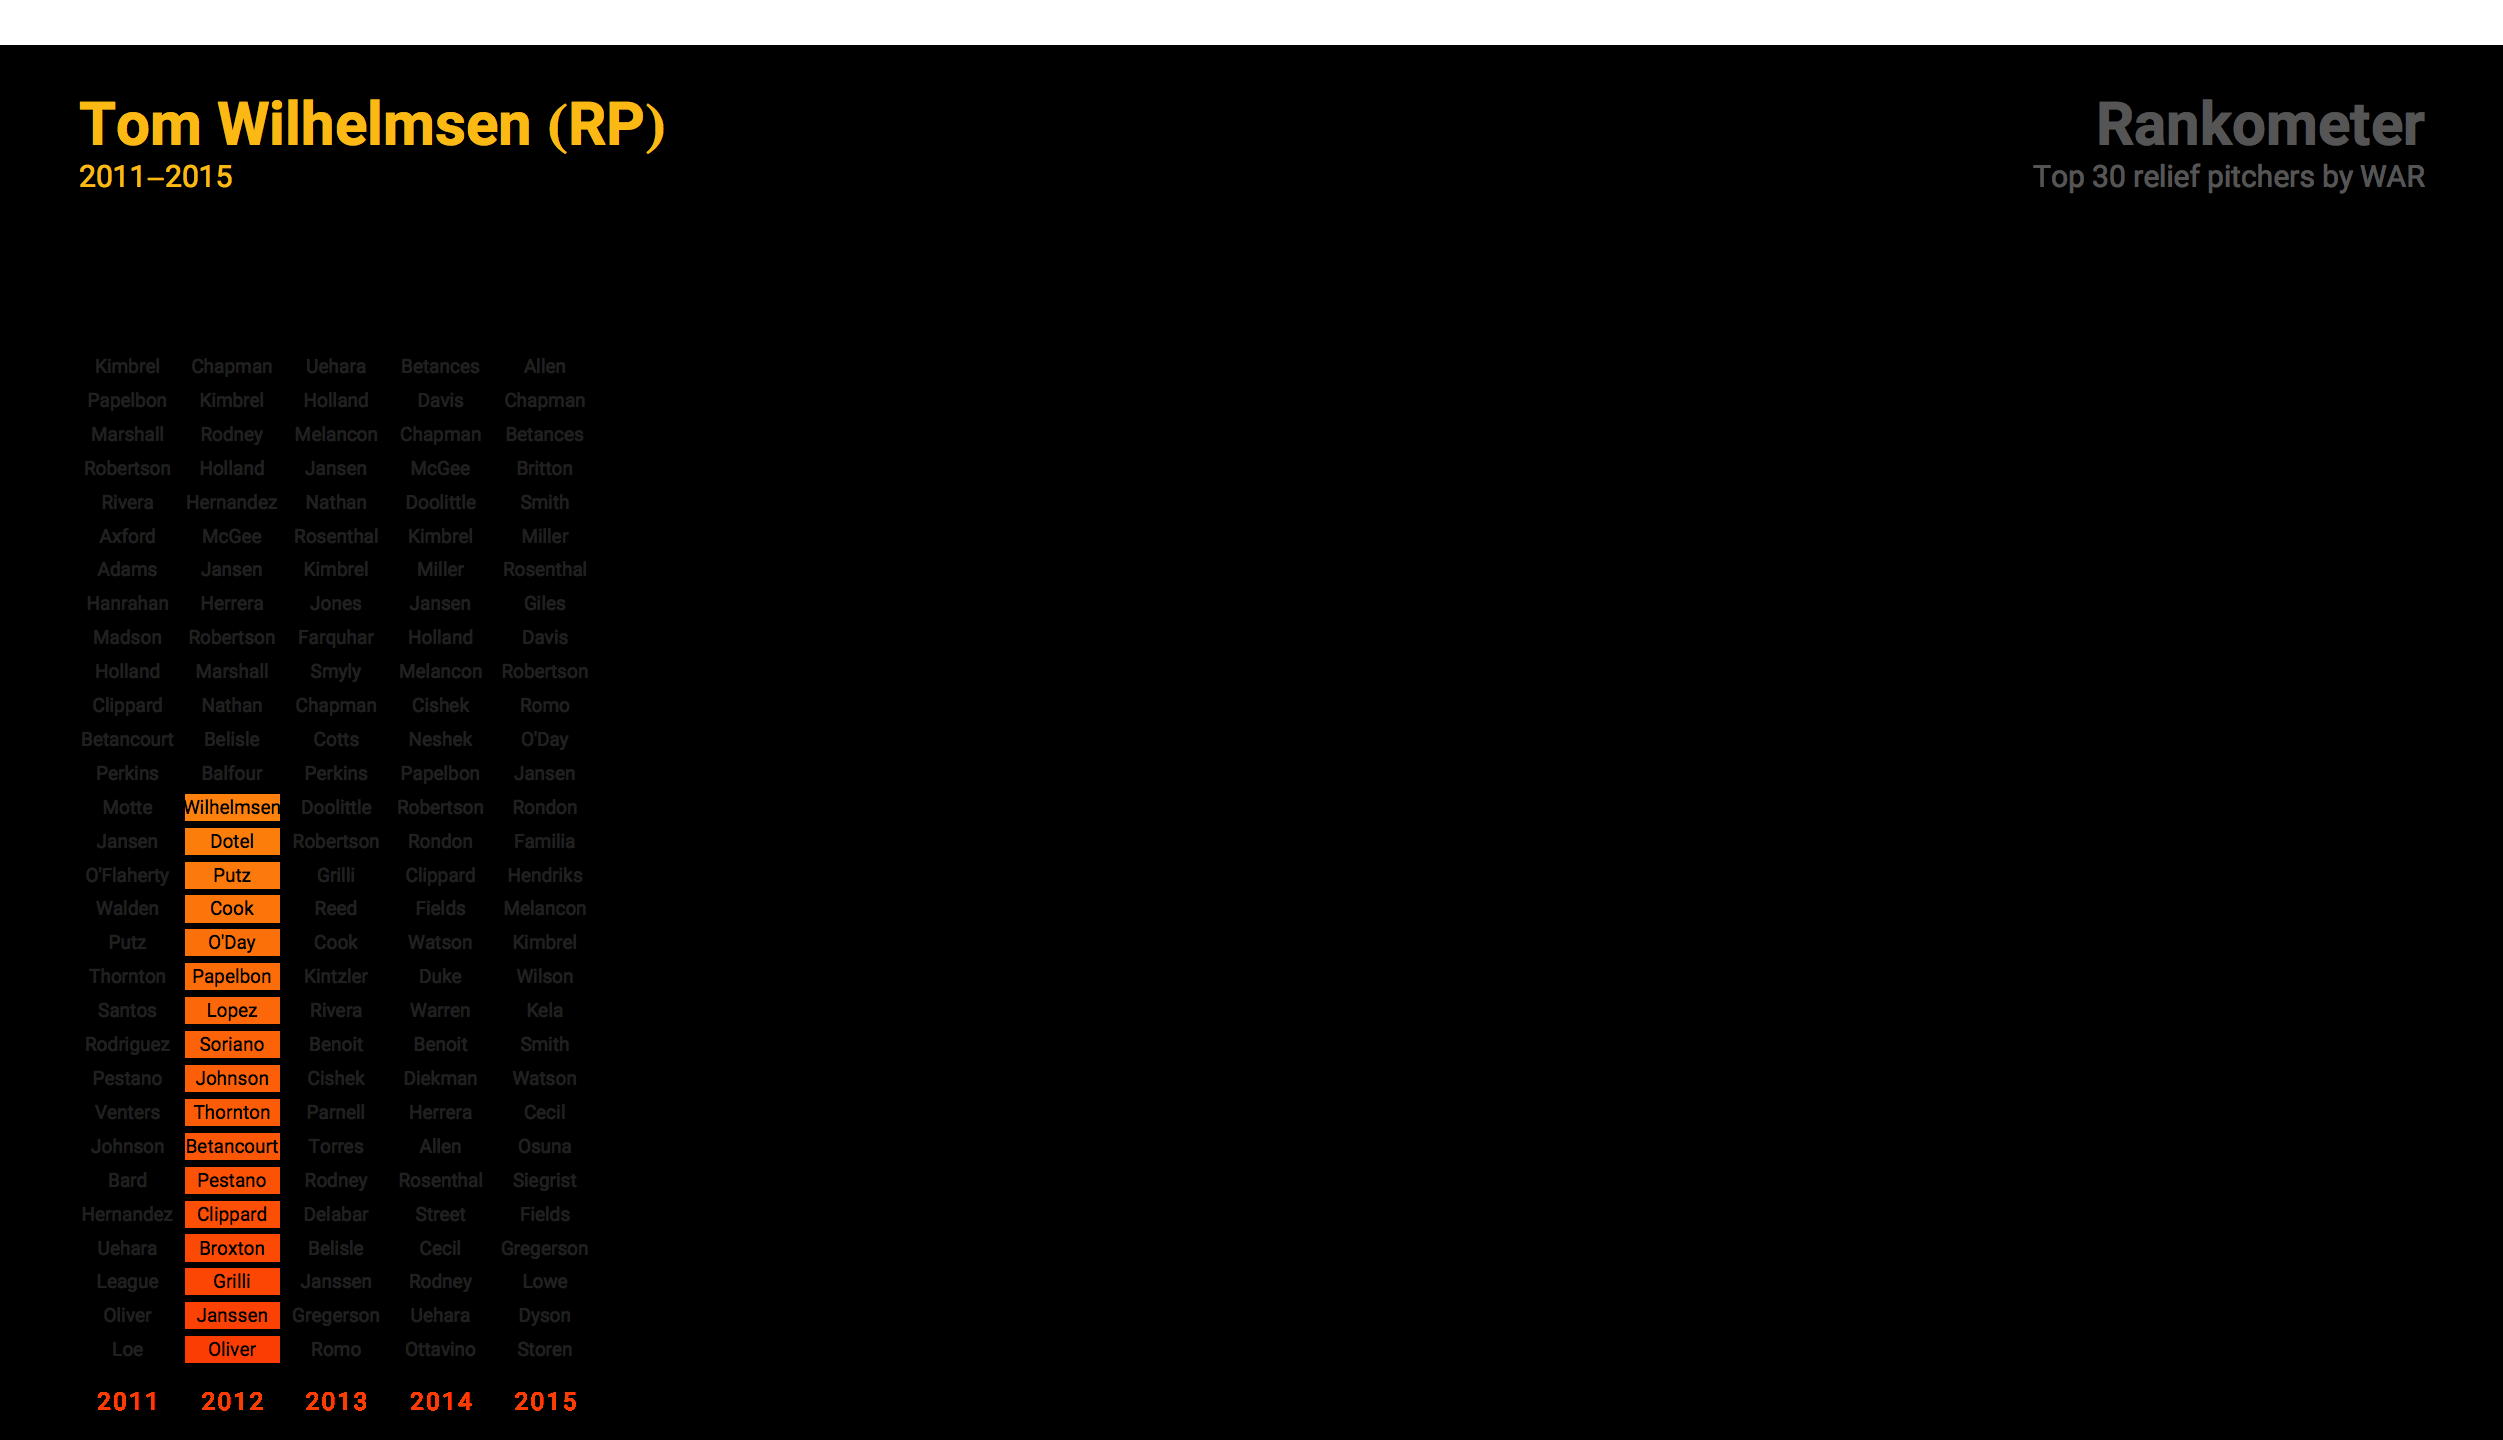 Tom Wilhelmsen (RP)
2011–2015
Rankometer
Top 30 relief pitchers by WAR
Kimbrel Chapman Uehara Betances Allen
Papelbon Kimbrel Holland Davis Chapman
Marshall Rodney Melancon Chapman Betances
Robertson Holland Jansen McGee Britton
Rivera Hernandez Nathan Doolittle Smith
Axford McGee Rosenthal Kimbrel Miller
Adams Jansen Kimbrel Miller Rosenthal
Hanrahan Herrera Jones Jansen Giles
Madson Robertson Farquhar Holland Davis
Holland Marshall Smyly Melancon Robertson
Clippard Nathan Chapman Cishek Romo
Betancourt Belisle Cotts Neshek O'Day
Perkins Balfour Perkins Papelbon Jansen
Motte Wilhelmsen Doolittle Robertson Rondon
Jansen Dotel Robertson Rondon Familia
O'Flaherty Putz Grilli Clippard Hendriks
Walden Cook Reed Fields Melancon
Putz O'Day Cook Watson Kimbrel
Thornton Papelbon Kintzler Duke Wilson
Santos Lopez Rivera Warren Kela
Rodriguez Soriano Benoit Benoit Smith
Pestano Johnson Cishek Diekman Watson
Venters Thornton Parnell Herrera Cecil
Johnson Betancourt Torres Allen Osuna
Bard Pestano Rodney Rosenthal Siegrist
Hernandez Clippard Delabar Street Fields
Uehara Broxton Belisle Cecil Gregerson
League Grilli Janssen Rodney Lowe
Oliver Janssen Gregerson Uehara Dyson
Loe Oliver Romo Ottavino Storen
2011 2012 2013 2014 2015